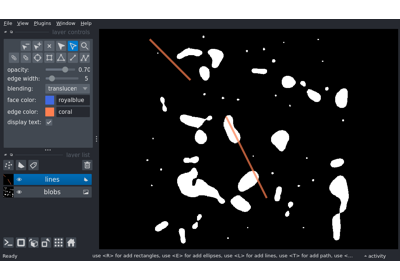 File View Plugins Window Help
layer controls
opacity: 0.70
edge width: 5
blending: translucen
face color: royalblue
edge color: coral
display text:
layer list
lines
blobs
Ready use <R> for add rectangles, use <E> for add ellipses, use <L> for add lines, use <T> for add path, use <... activity